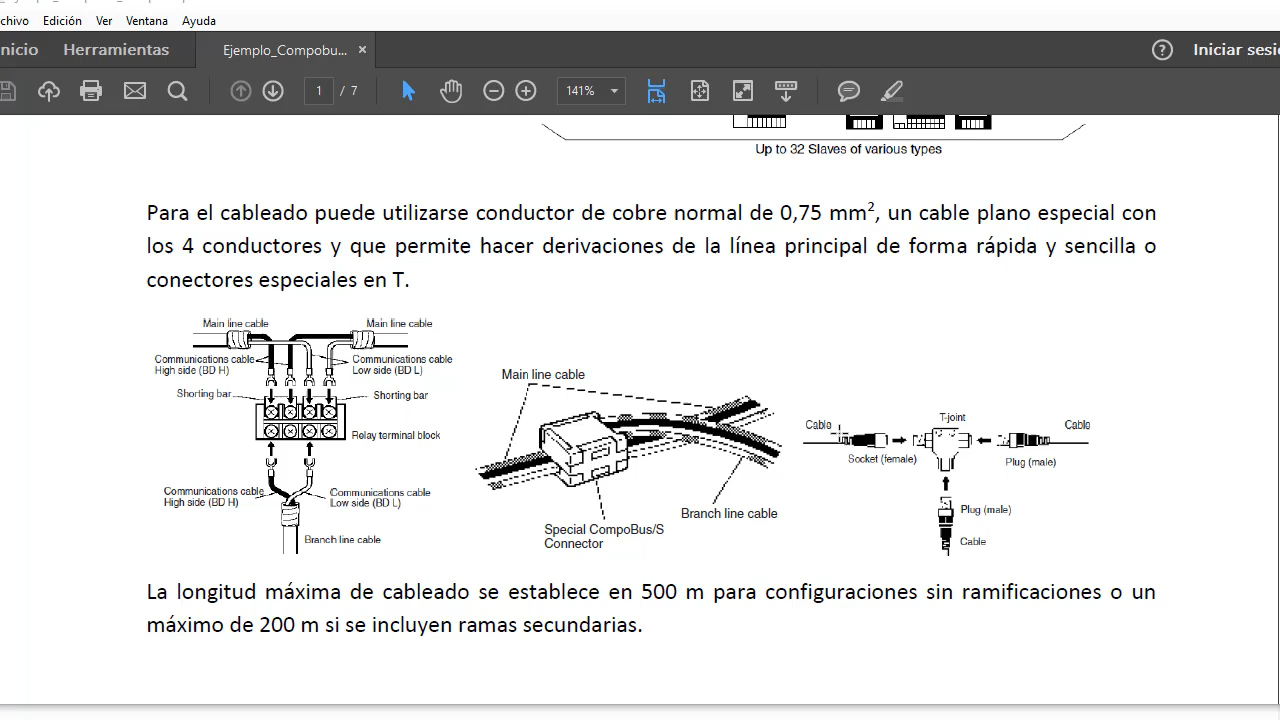 chivo Edición Ver Ventana Ayuda
nicio Herramientas Ejemplo_Compobu... × ? Iniciar sesi
1 / 7 141%
Up to 32 Slaves of various types
Para el cableado puede utilizarse conductor de cobre normal de 0,75 mm², un cable plano especial con
los 4 conductores y que permite hacer derivaciones de la línea principal de forma rápida y sencilla o
conectores especiales en T.
Main line cable Main line cable
Communications cable
High side (BD H)
Communications cable
Low side (BD L)
Shorting bar Shorting bar
Relay terminal block
Communications cable
High side (BD H)
Communications cable
Low side (BD L)
Branch line cable
Main line cable
Special CompoBus/S
Connector
Branch line cable
T-joint
Cable Cable
Socket (female) Plug (male)
Plug (male)
Cable
La longitud máxima de cableado se establece en 500 m para configuraciones sin ramificaciones o un
máximo de 200 m si se incluyen ramas secundarias.